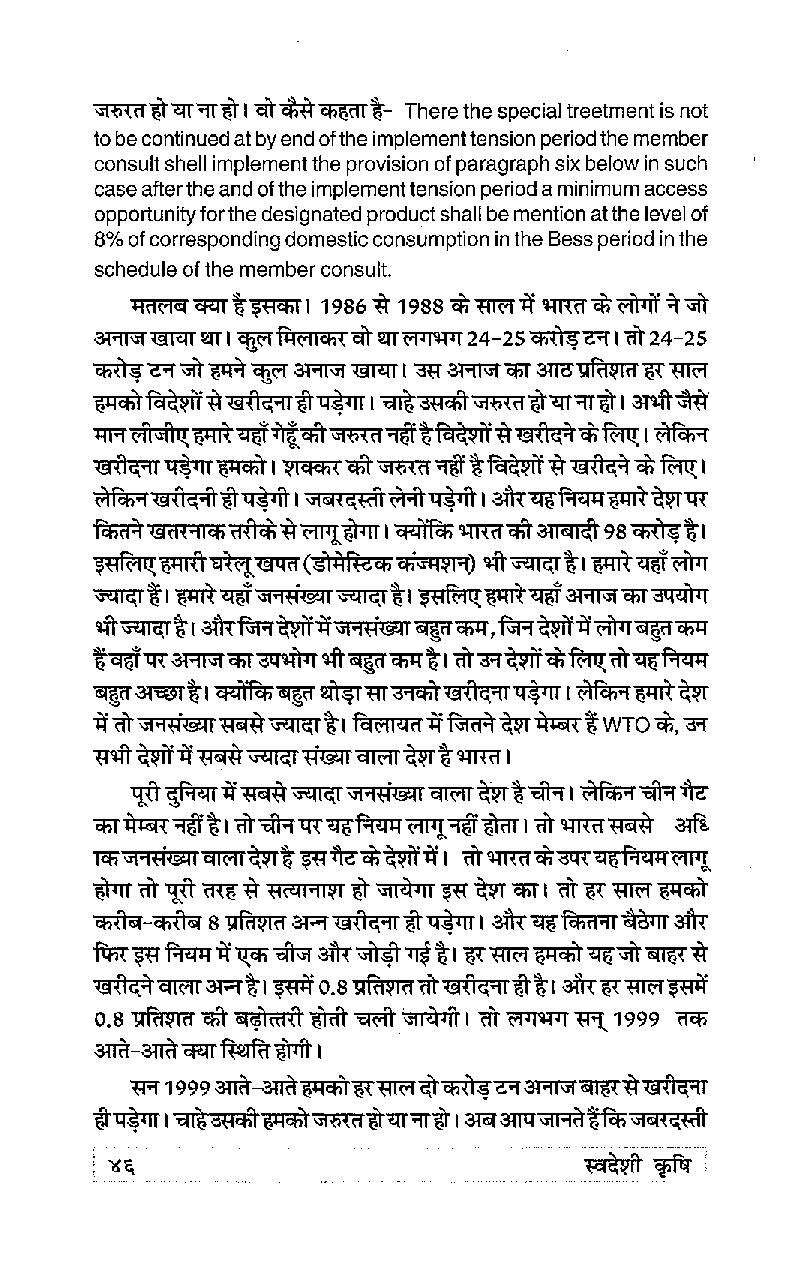 जरुरत हो या ना हो। वो कैसे कहता है- There the special treetment is not
to be continued at by end of the implement tension period the member
consult shell implement the provision of paragraph six below in such
case after the and of the implement tension period a minimum access
opportunity for the designated product shall be mention at the level of
8% of corresponding domestic consumption in the Bess period in the
schedule of the member consult.
मतलब क्या है इसका। 1986 से 1988 के साल में भारत के लोगों ने जो
अनाज खाया था। कुल मिलाकर वो था लगभग 24-25 करोड़ टन। तो 24-25
करोड़ टन जो हमने कुल अनाज खाया। उस अनाज का आठ प्रतिशत हर साल
हमको विदेशों से खरीदना ही पड़ेगा। चाहे उसकी जरुरत हो या ना हो। अभी जैसे
मान लीजीए हमारे यहाँ गेहूँ की जरुरत नहीं है विदेशों से खरीदने के लिए। लेकिन
खरीदना पड़ेगा हमको। शक्कर की जरुरत नहीं है विदेशों से खरीदने के लिए।
लेकिन खरीदनी ही पड़ेगी। जबरदस्ती लेनी पड़ेगी। और यह नियम हमारे देश पर
कितने खतरनाक तरीके से लागू होगा। क्योंकि भारत की आबादी 98 करोड़ है।
इसलिए हमारी घरेलू खपत (डोमेस्टिक कंज्मशन) भी ज्यादा है। हमारे यहाँ लोग
ज्यादा हैं। हमारे यहाँ जनसंख्या ज्यादा है। इसलिए हमारे यहाँ अनाज का उपयोग
भी ज्यादा है। और जिन देशों में जनसंख्या बहुत कम, जिन देशों में लोग बहुत कम
हैं वहाँ पर अनाज का उपभोग भी बहुत कम है। तो उन देशों के लिए तो यह नियम
बहुत अच्छा है। क्योंकि बहुत थोड़ा सा उनको खरीदना पड़ेगा। लेकिन हमारे देश
में तो जनसंख्या सबसे ज्यादा है। विलायत में जितने देश मेम्बर हैं WTO के, उन
सभी देशों में सबसे ज्यादा संख्या वाला देश है भारत।
पूरी दुनिया में सबसे ज्यादा जनसंख्या वाला देश है चीन। लेकिन चीन गैट
का मेम्बर नहीं है। तो चीन पर यह नियम लागू नहीं होता। तो भारत सबसे अधि
ाक जनसंख्या वाला देश है इस गैट के देशों में। तो भारत के उपर यह नियम लागू
होगा तो पूरी तरह से सत्यानाश हो जायेगा इस देश का। तो हर साल हमको
करीब-करीब 8 प्रतिशत अन्न खरीदना ही पड़ेगा। और यह कितना बैठेगा और
फिर इस नियम में एक चीज और जोड़ी गई है। हर साल हमको यह जो बाहर से
खरीदने वाला अन्न है। इसमें 0.8 प्रतिशत तो खरीदना ही है। और हर साल इसमें
0.8 प्रतिशत की बढ़ोत्तरी होती चली जायेगी। तो लगभग सन् 1999 तक
आते-आते क्या स्थिति होगी।
सन 1999 आते-आते हमको हर साल दो करोड़ टन अनाज बाहर से खरीदना
ही पड़ेगा। चाहे उसकी हमको जरुरत हो या ना हो। अब आप जानते हैं कि जबरदस्ती
४६ स्वदेशी कृषि